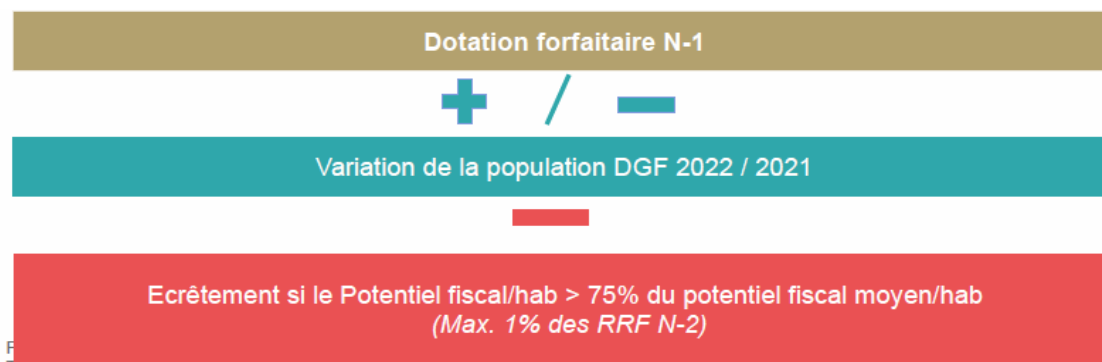 Dotation forfaitaire N-1
+ / −
Variation de la population DGF 2022 / 2021
−
Ecrêtement si le Potentiel fiscal/hab > 75% du potentiel fiscal moyen/hab
(Max. 1% des RRF N-2)